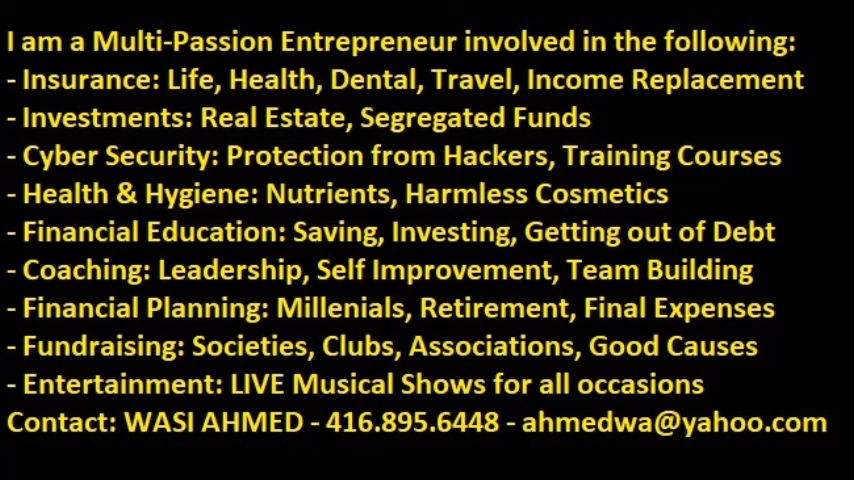 I am a Multi-Passion Entrepreneur involved in the following:
- Insurance: Life, Health, Dental, Travel, Income Replacement
- Investments: Real Estate, Segregated Funds
- Cyber Security: Protection from Hackers, Training Courses
- Health & Hygiene: Nutrients, Harmless Cosmetics
- Financial Education: Saving, Investing, Getting out of Debt
- Coaching: Leadership, Self Improvement, Team Building
- Financial Planning: Millenials, Retirement, Final Expenses
- Fundraising: Societies, Clubs, Associations, Good Causes
- Entertainment: LIVE Musical Shows for all occasions
Contact: WASI AHMED - 416.895.6448 - ahmedwa@yahoo.com